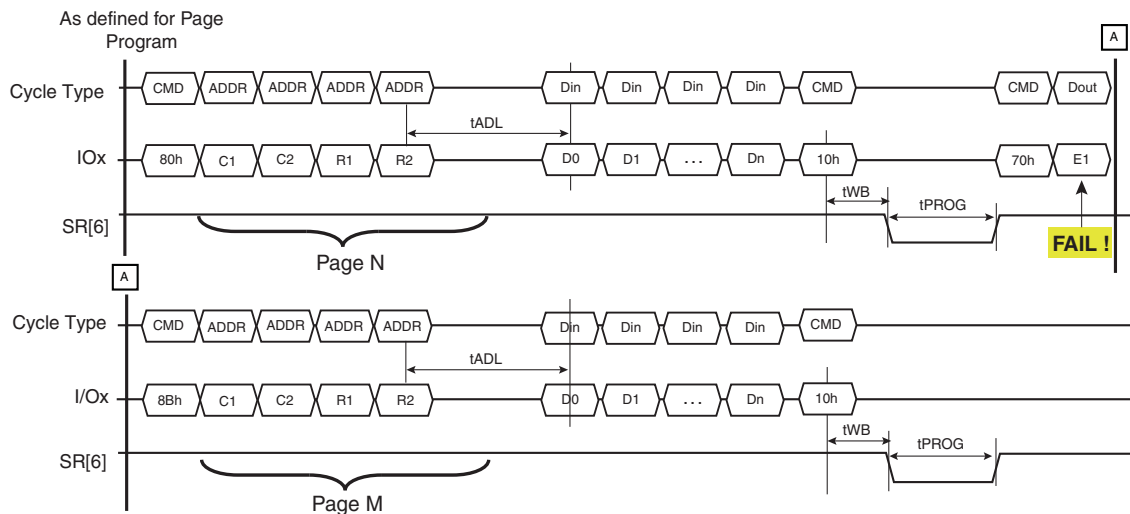 As defined for Page
Program
A
Cycle Type
CMD ADDR ADDR ADDR ADDR Din Din Din Din CMD CMD Dout
tADL
IOx
80h C1 C2 R1 R2 D0 D1 ... Dn 10h 70h E1
tWB
tPROG
SR[6]
FAIL !
Page N
A
Cycle Type
CMD ADDR ADDR ADDR ADDR Din Din Din Din CMD
tADL
I/Ox
8Bh C1 C2 R1 R2 D0 D1 ... Dn 10h
tWB
tPROG
SR[6]
Page M